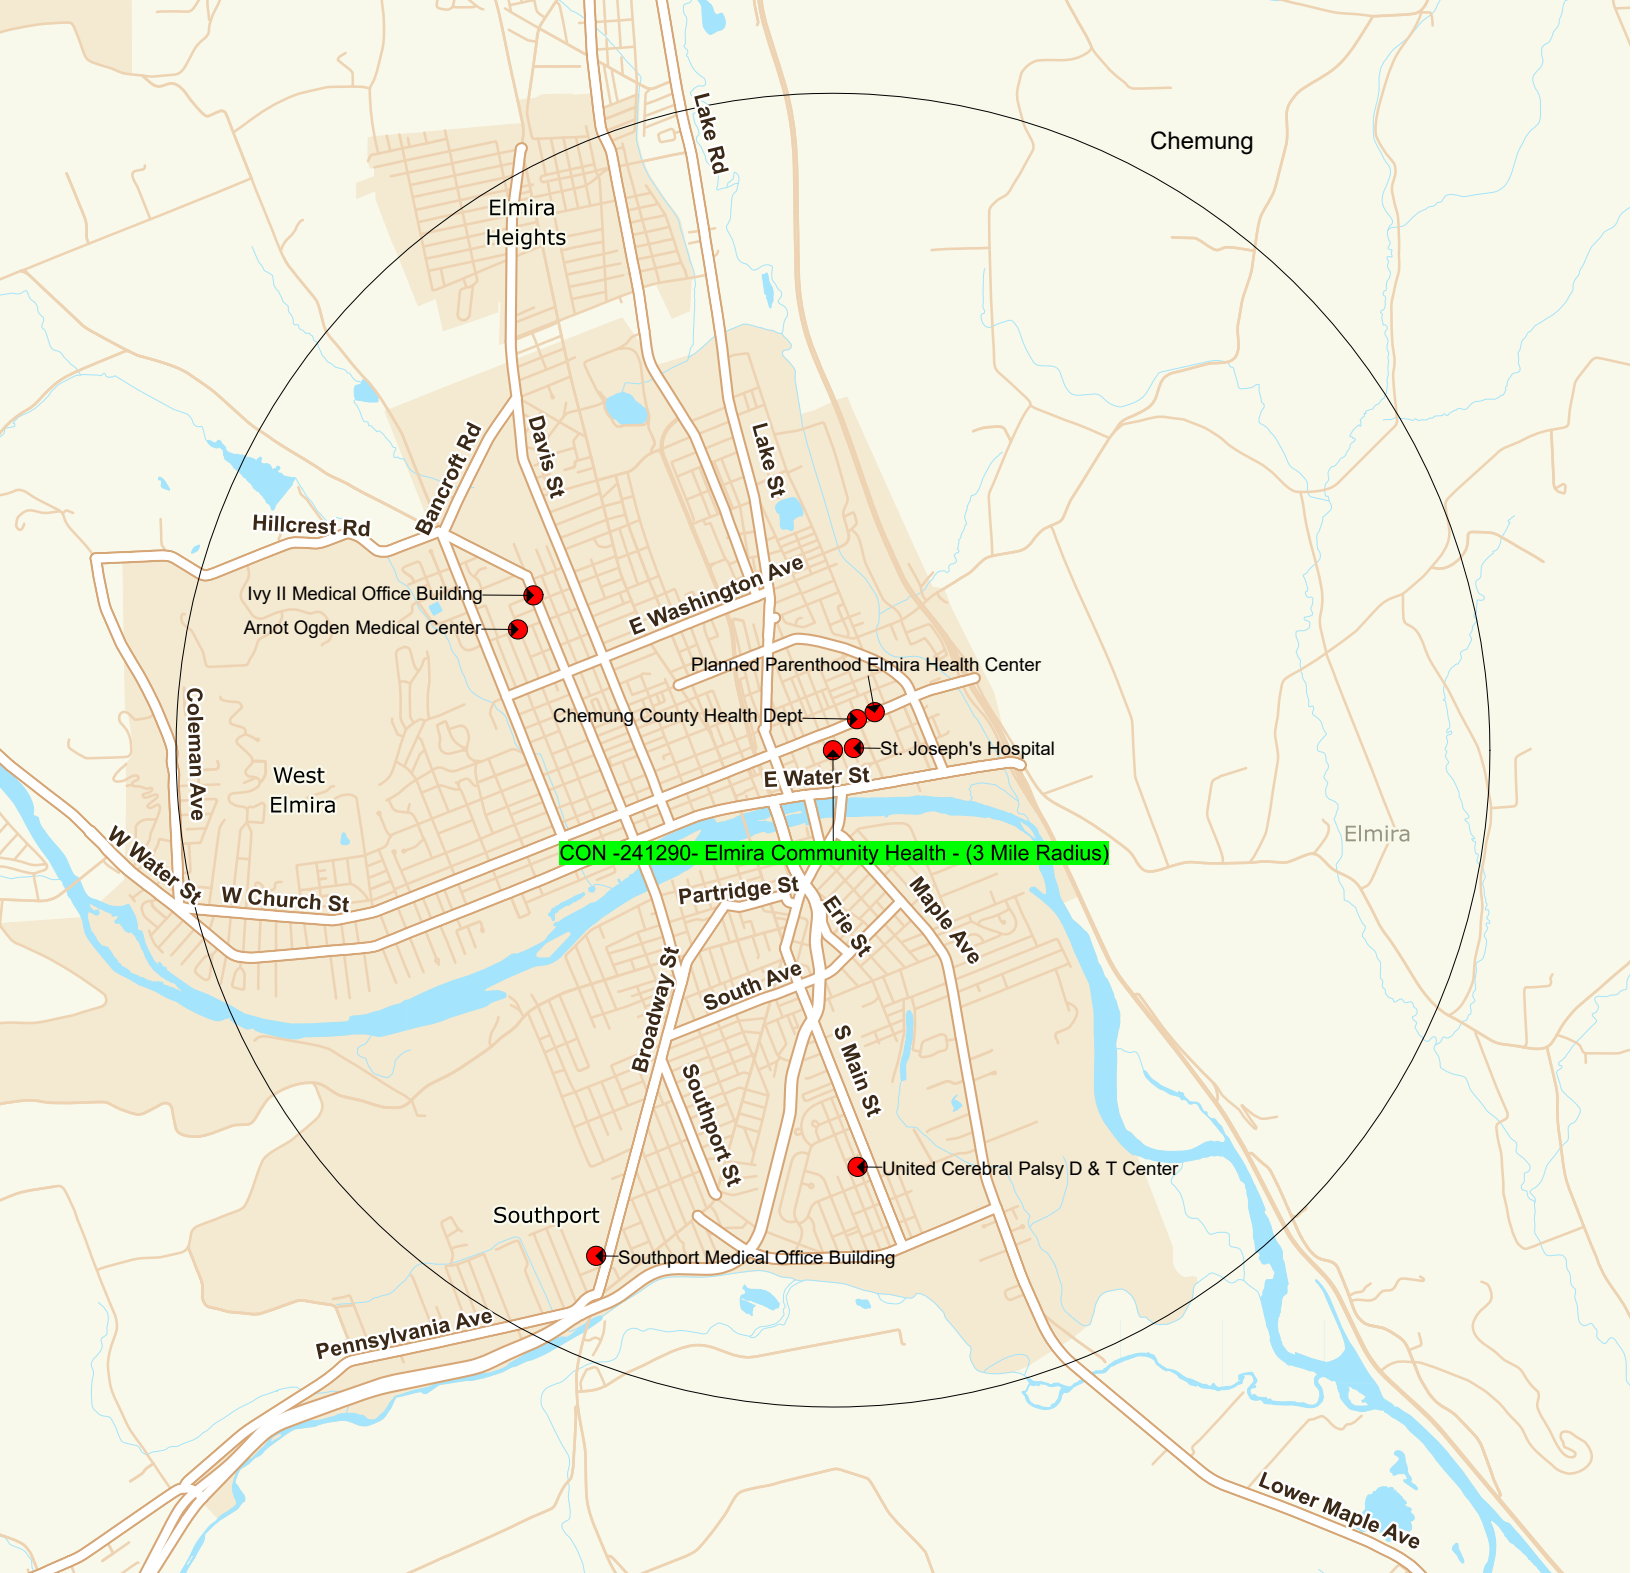 Lake Rd
Chemung
Elmira
Heights
Bancroft Rd
Davis St
Lake St
Hillcrest Rd
Ivy II Medical Office Building
E Washington Ave
Arnot Ogden Medical Center
Planned Parenthood Elmira Health Center
Coleman Ave
Chemung County Health Dept
St. Joseph's Hospital
West
Elmira
E Water St
Elmira
CON -241290- Elmira Community Health - (3 Mile Radius)
W Water St
W Church St
Partridge St
Erie St
Maple Ave
Broadway St
South Ave
S Main St
Southport St
United Cerebral Palsy D & T Center
Southport
Southport Medical Office Building
Pennsylvania Ave
Lower Maple Ave